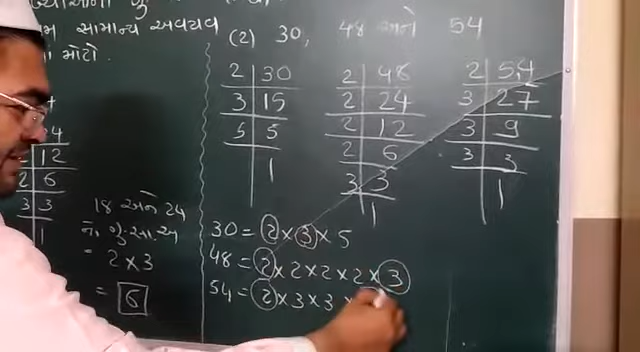 સામાન્ય અવયવ
મોટો.
12
2 6
3 3
1
18 અને 24
નો ગુ.સા.અ
= 2 × 3
= 6
(2) 30, 48 અને 54
2 30
3 15
5 5
1
2 48
2 24
2 12
2 6
3 3
1
2 54
3 27
3 9
3 3
1
30 = 2 × 3 × 5
48 = 2 × 2 × 2 × 2 × 3
54 = 2 × 3 × 3 ×